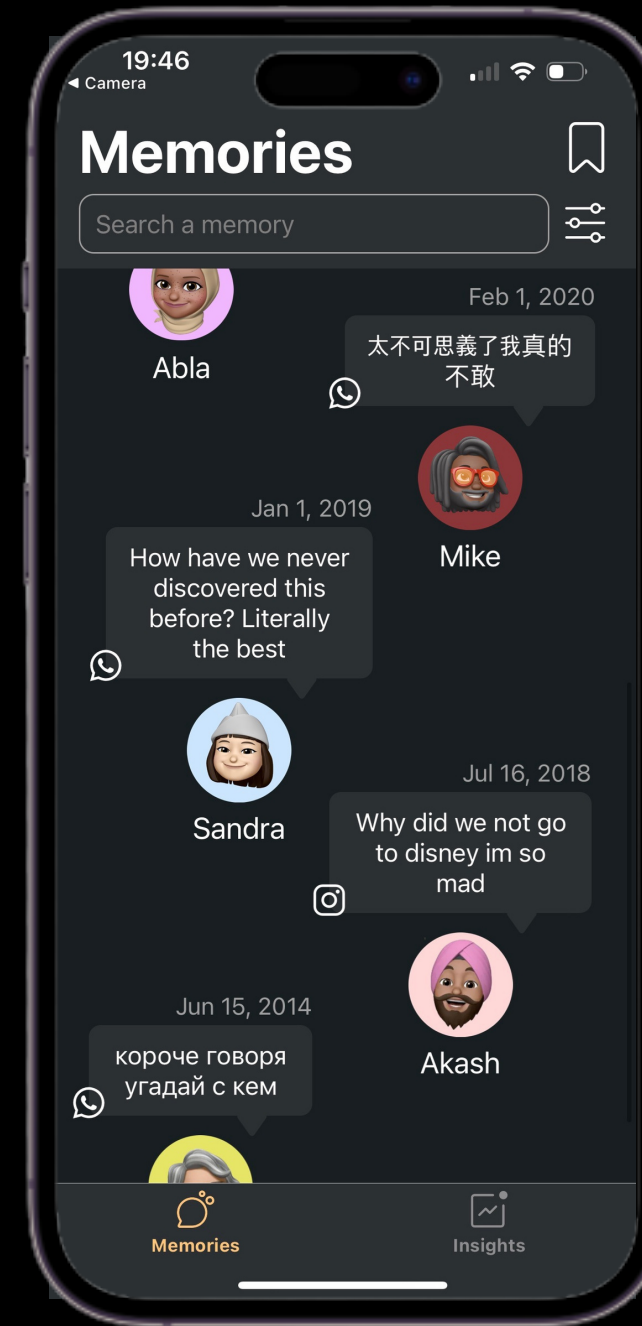 19:46
◀ Camera
Memories
Search a memory
Abla
Feb 1, 2020
太不可思義了我真的
不敢
Mike
Jan 1, 2019
How have we never
discovered this
before? Literally
the best
Sandra
Jul 16, 2018
Why did we not go
to disney im so
mad
Akash
Jun 15, 2014
короче говоря
угадай с кем
Memories
Insights